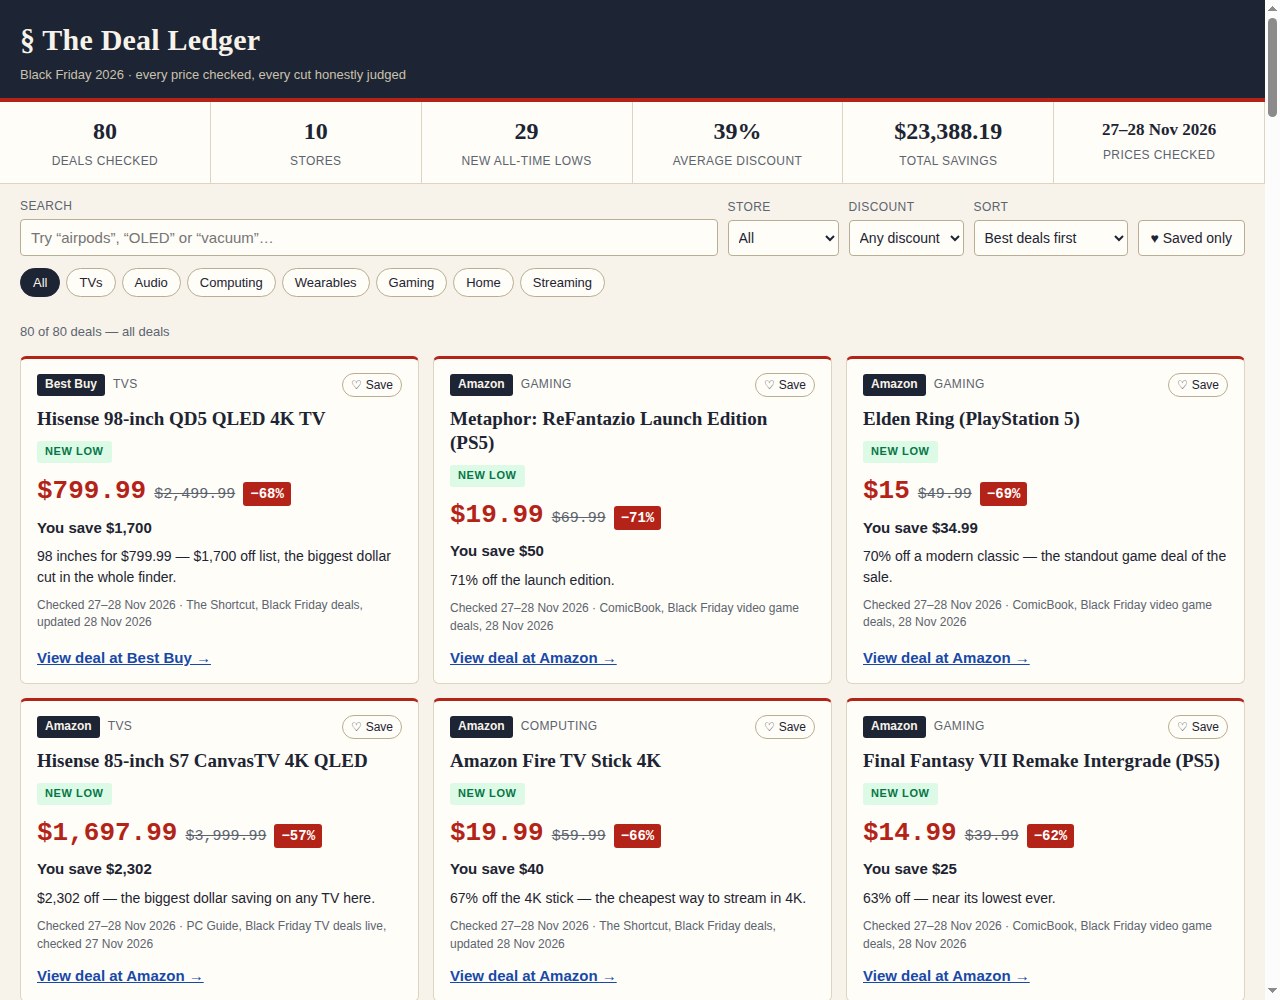 § The Deal Ledger
Black Friday 2026 · every price checked, every cut honestly judged
80
DEALS CHECKED
10
STORES
29
NEW ALL-TIME LOWS
39%
AVERAGE DISCOUNT
$23,388.19
TOTAL SAVINGS
27–28 Nov 2026
PRICES CHECKED
SEARCH
Try “airpods”, “OLED” or “vacuum”…
STORE
All
DISCOUNT
Any discount
SORT
Best deals first
♥ Saved only
All
TVs
Audio
Computing
Wearables
Gaming
Home
Streaming
80 of 80 deals — all deals
Best Buy TVS
♡ Save
Hisense 98-inch QD5 QLED 4K TV
NEW LOW
$799.99 $2,499.99 −68%
You save $1,700
98 inches for $799.99 — $1,700 off list, the biggest dollar
cut in the whole finder.
Checked 27–28 Nov 2026 · The Shortcut, Black Friday deals,
updated 28 Nov 2026
View deal at Best Buy →
Amazon GAMING
♡ Save
Metaphor: ReFantazio Launch Edition
(PS5)
NEW LOW
$19.99 $69.99 −71%
You save $50
71% off the launch edition.
Checked 27–28 Nov 2026 · ComicBook, Black Friday video game
deals, 28 Nov 2026
View deal at Amazon →
Amazon GAMING
♡ Save
Elden Ring (PlayStation 5)
NEW LOW
$15 $49.99 −69%
You save $34.99
70% off a modern classic — the standout game deal of the
sale.
Checked 27–28 Nov 2026 · ComicBook, Black Friday video game
deals, 28 Nov 2026
View deal at Amazon →
Amazon TVS
♡ Save
Hisense 85-inch S7 CanvasTV 4K QLED
NEW LOW
$1,697.99 $3,999.99 −57%
You save $2,302
$2,302 off — the biggest dollar saving on any TV here.
Checked 27–28 Nov 2026 · PC Guide, Black Friday TV deals live,
checked 27 Nov 2026
View deal at Amazon →
Amazon COMPUTING
♡ Save
Amazon Fire TV Stick 4K
NEW LOW
$19.99 $59.99 −66%
You save $40
67% off the 4K stick — the cheapest way to stream in 4K.
Checked 27–28 Nov 2026 · The Shortcut, Black Friday deals,
updated 28 Nov 2026
View deal at Amazon →
Amazon GAMING
♡ Save
Final Fantasy VII Remake Intergrade (PS5)
NEW LOW
$14.99 $39.99 −62%
You save $25
63% off — near its lowest ever.
Checked 27–28 Nov 2026 · ComicBook, Black Friday video game
deals, 28 Nov 2026
View deal at Amazon →